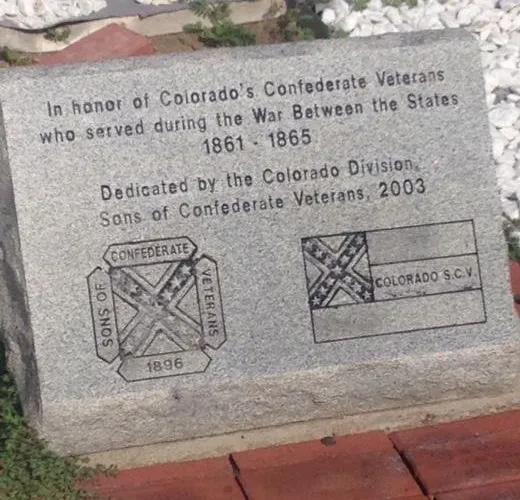 In honor of Colorado's Confederate Veterans
who served during the War Between the States
1861 - 1865
Dedicated by the Colorado Division,
Sons of Confederate Veterans, 2003
CONFEDERATE
SONS OF
VETERANS
1896
COLORADO S.C.V.